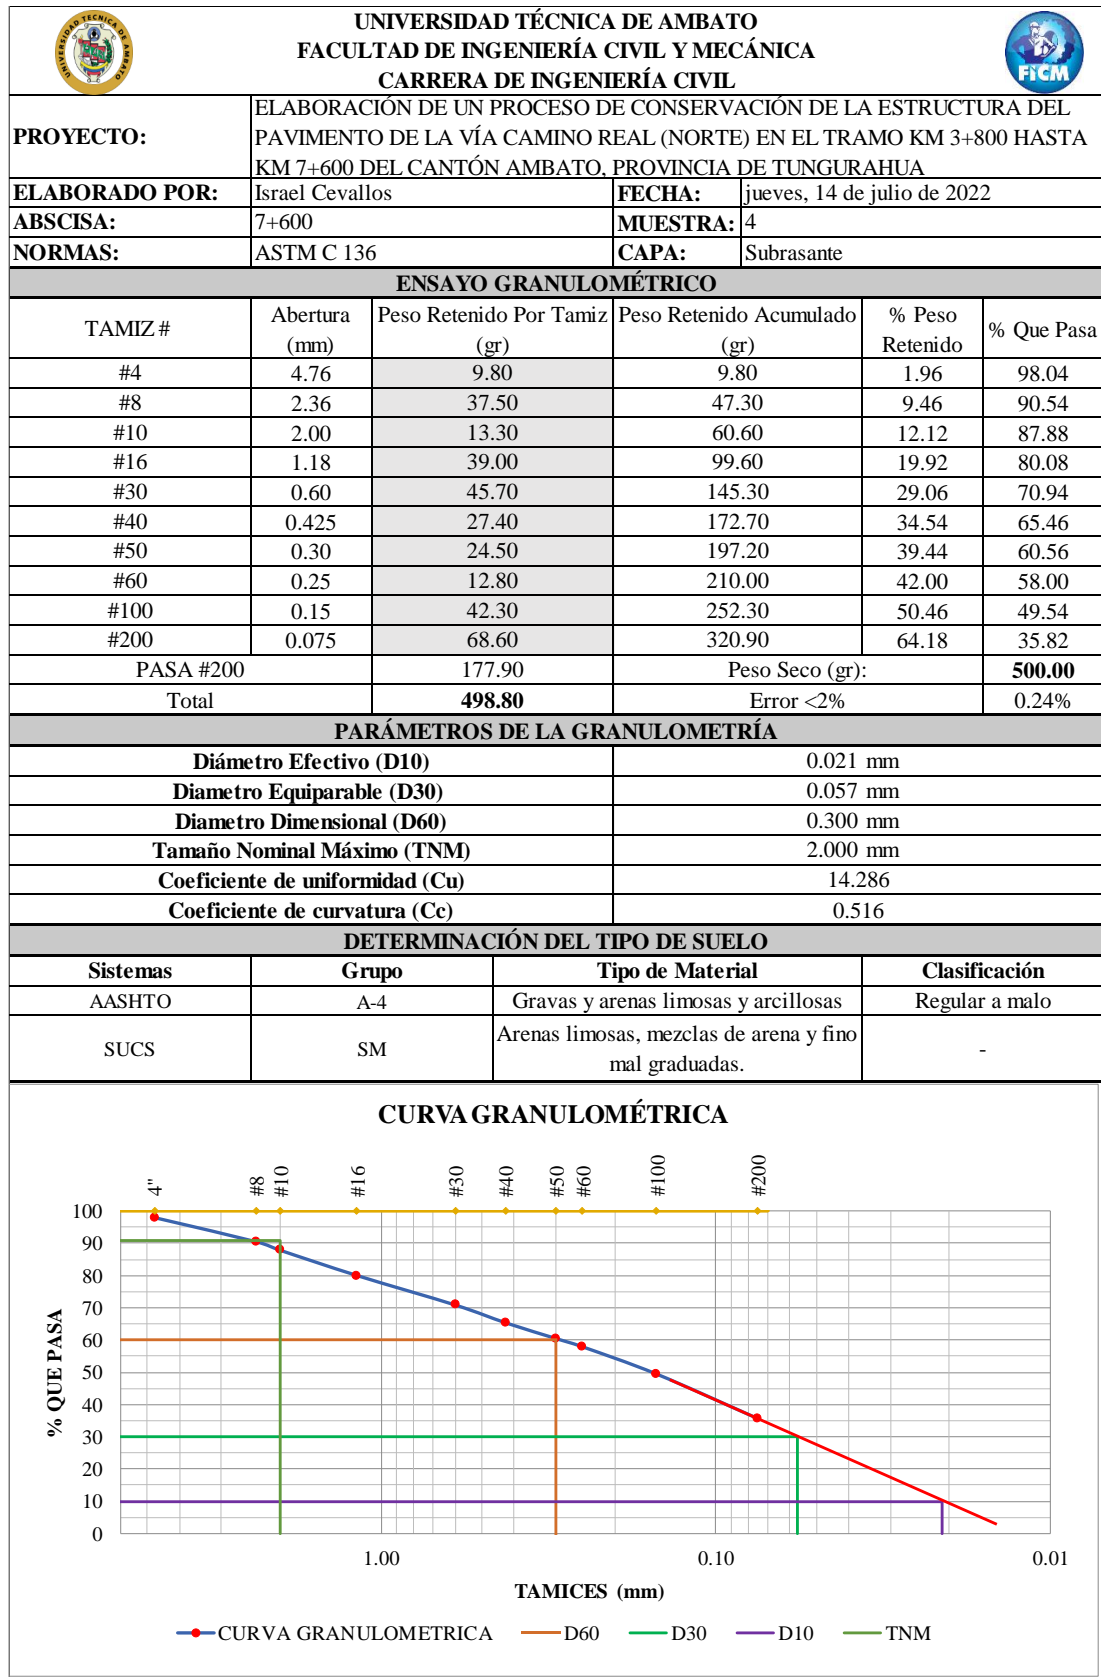 UNIVERSIDAD TECNICA DE AMBATO
FICM
UNIVERSIDAD TÉCNICA DE AMBATO
FACULTAD DE INGENIERÍA CIVIL Y MECÁNICA
CARRERA DE INGENIERÍA CIVIL
PROYECTO:
ELABORACIÓN DE UN PROCESO DE CONSERVACIÓN DE LA ESTRUCTURA DEL
PAVIMENTO DE LA VÍA CAMINO REAL (NORTE) EN EL TRAMO KM 3+800 HASTA
KM 7+600 DEL CANTÓN AMBATO, PROVINCIA DE TUNGURAHUA
ELABORADO POR: Israel Cevallos FECHA: jueves, 14 de julio de 2022
ABSCISA: 7+600 MUESTRA: 4
NORMAS: ASTM C 136 CAPA: Subrasante
ENSAYO GRANULOMÉTRICO
TAMIZ # Abertura (mm) Peso Retenido Por Tamiz (gr) Peso Retenido Acumulado (gr) % Peso Retenido % Que Pasa
#4 4.76 9.80 9.80 1.96 98.04
#8 2.36 37.50 47.30 9.46 90.54
#10 2.00 13.30 60.60 12.12 87.88
#16 1.18 39.00 99.60 19.92 80.08
#30 0.60 45.70 145.30 29.06 70.94
#40 0.425 27.40 172.70 34.54 65.46
#50 0.30 24.50 197.20 39.44 60.56
#60 0.25 12.80 210.00 42.00 58.00
#100 0.15 42.30 252.30 50.46 49.54
#200 0.075 68.60 320.90 64.18 35.82
PASA #200 177.90 Peso Seco (gr): 500.00
Total 498.80 Error <2% 0.24%
PARÁMETROS DE LA GRANULOMETRÍA
Diámetro Efectivo (D10) 0.021 mm
Diametro Equiparable (D30) 0.057 mm
Diametro Dimensional (D60) 0.300 mm
Tamaño Nominal Máximo (TNM) 2.000 mm
Coeficiente de uniformidad (Cu) 14.286
Coeficiente de curvatura (Cc) 0.516
DETERMINACIÓN DEL TIPO DE SUELO
Sistemas Grupo Tipo de Material Clasificación
AASHTO A-4 Gravas y arenas limosas y arcillosas Regular a malo
SUCS SM Arenas limosas, mezclas de arena y fino mal graduadas. -
CURVA GRANULOMÉTRICA
4" #8 #10 #16 #30 #40 #50 #60 #100 #200
100
90
80
70
60
50
40
30
20
10
0
% QUE PASA
1.00 0.10 0.01
TAMICES (mm)
CURVA GRANULOMETRICA D60 D30 D10 TNM